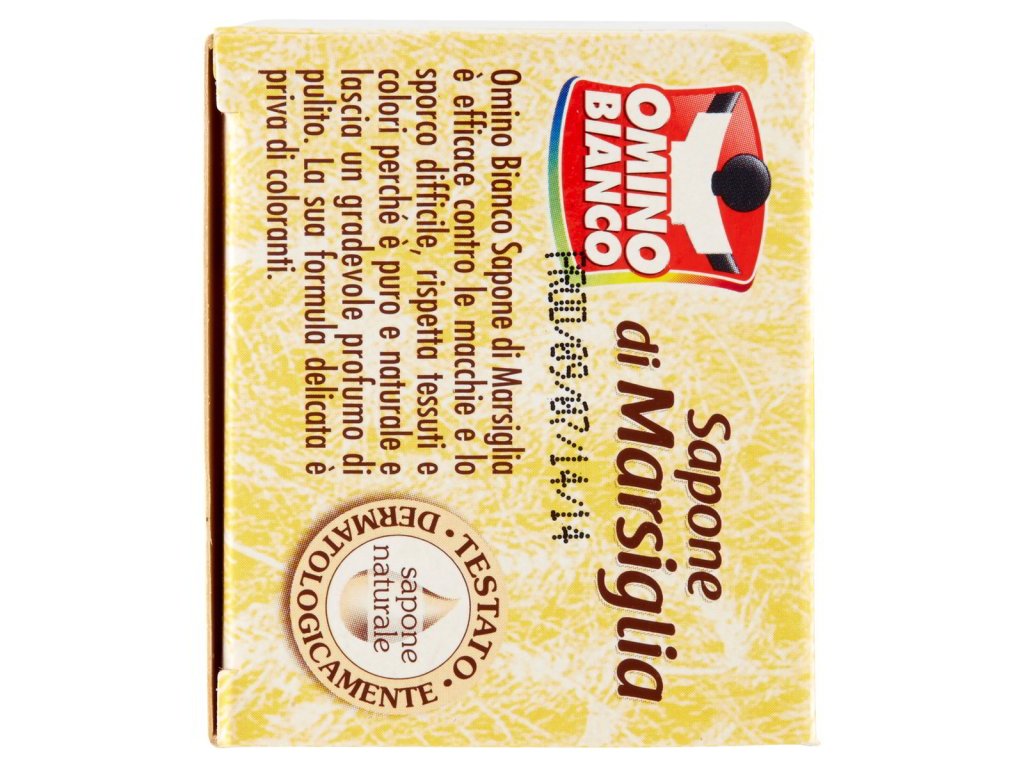 OMINO
BIANCO
Sapone
di Marsiglia
Omino Bianco Sapone di Marsiglia
è efficace contro le macchie e lo
sporco difficile, rispetta tessuti e
colori perché è puro e naturale e
lascia un gradevole profumo di
pulito. La sua formula delicata è
priva di coloranti.
TESTATO • DERMATOLOGICAMENTE •
sapone
naturale